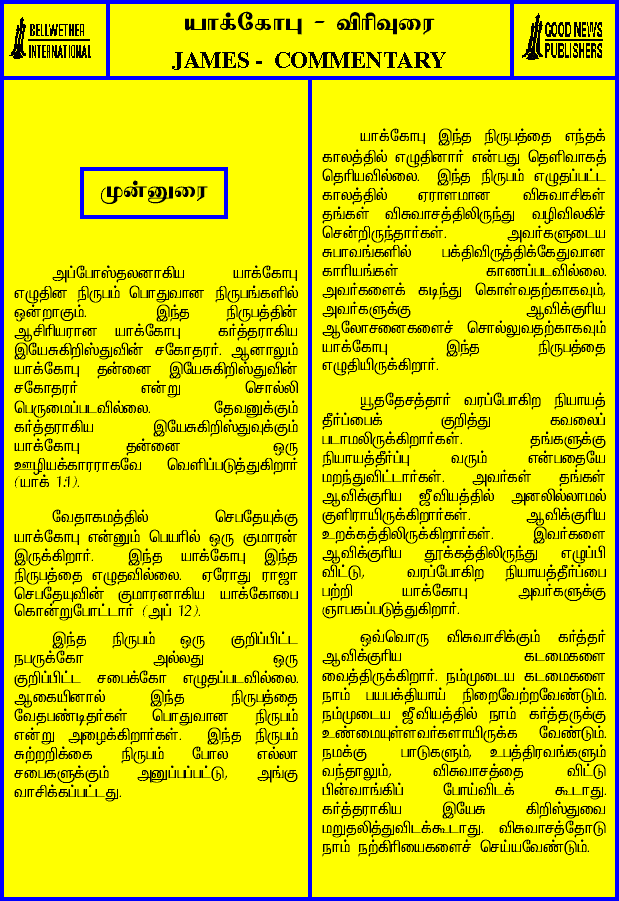 BELLWETHER
INTERNATIONAL
யாக்கோபு - விரிவுரை
JAMES - COMMENTARY
GOOD NEWS
PUBLISHERS
முன்னுரை
அப்போஸ்தலனாகிய யாக்கோபு
எழுதின நிருபம் பொதுவான நிருபங்களில்
ஒன்றாகும். இந்த நிருபத்தின்
ஆசிரியரான யாக்கோபு கர்த்தராகிய
இயேசுகிறிஸ்துவின் சகோதரர். ஆனாலும்
யாக்கோபு தன்னை இயேசுகிறிஸ்துவின்
சகோதரர் என்று சொல்லி
பெருமைப்படவில்லை. தேவனுக்கும்
கர்த்தராகிய இயேசுகிறிஸ்துவுக்கும்
யாக்கோபு தன்னை ஒரு
ஊழியக்காரராகவே வெளிப்படுத்துகிறார்
(யாக் 1:1).
வேதாகமத்தில் செபதேயுக்கு
யாக்கோபு என்னும் பெயரில் ஒரு குமாரன்
இருக்கிறார். இந்த யாக்கோபு இந்த
நிருபத்தை எழுதவில்லை. ஏரோது ராஜா
செபதேயுவின் குமாரனாகிய யாக்கோபை
கொன்றுபோட்டார் (அப் 12).
இந்த நிருபம் ஒரு குறிப்பிட்ட
நபருக்கோ அல்லது ஒரு
குறிப்பிட்ட சபைக்கோ எழுதப்படவில்லை.
ஆகையினால் இந்த நிருபத்தை
வேதபண்டிதர்கள் பொதுவான நிருபம்
என்று அழைக்கிறார்கள். இந்த நிருபம்
சுற்றறிக்கை நிருபம் போல எல்லா
சபைகளுக்கும் அனுப்பப்பட்டு, அங்கு
வாசிக்கப்பட்டது.
யாக்கோபு இந்த நிருபத்தை எந்தக்
காலத்தில் எழுதினார் என்பது தெளிவாகத்
தெரியவில்லை. இந்த நிருபம் எழுதப்பட்ட
காலத்தில் ஏராளமான விசுவாசிகள்
தங்கள் விசுவாசத்திலிருந்து வழிவிலகிச்
சென்றிருந்தார்கள். அவர்களுடைய
சுபாவங்களில் பக்திவிருத்திக்கேதுவான
காரியங்கள் காணப்படவில்லை.
அவர்களைக் கடிந்து கொள்வதற்காகவும்,
அவர்களுக்கு ஆவிக்குரிய
ஆலோசனைகளைச் சொல்லுவதற்காகவும்
யாக்கோபு இந்த நிருபத்தை
எழுதியிருக்கிறார்.
யூததேசத்தார் வரப்போகிற நியாயத்
தீர்ப்பைக் குறித்து கவலைப்
படாமலிருக்கிறார்கள். தங்களுக்கு
நியாயத்தீர்ப்பு வரும் என்பதையே
மறந்துவிட்டார்கள். அவர்கள் தங்கள்
ஆவிக்குரிய ஜீவியத்தில் அனலில்லாமல்
குளிராயிருக்கிறார்கள். ஆவிக்குரிய
உறக்கத்திலிருக்கிறார்கள். இவர்களை
ஆவிக்குரிய தூக்கத்திலிருந்து எழுப்பி
விட்டு, வரப்போகிற நியாயத்தீர்ப்பை
பற்றி யாக்கோபு அவர்களுக்கு
ஞாபகப்படுத்துகிறார்.
ஒவ்வொரு விசுவாசிக்கும் கர்த்தர்
ஆவிக்குரிய கடமைகளை
வைத்திருக்கிறார். நம்முடைய கடமைகளை
நாம் பயபக்தியாய் நிறைவேற்றவேண்டும்.
நம்முடைய ஜீவியத்தில் நாம் கர்த்தருக்கு
உண்மையுள்ளவர்களாயிருக்க வேண்டும்.
நமக்கு பாடுகளும், உபத்திரவங்களும்
வந்தாலும், விசுவாசத்தை விட்டு
பின்வாங்கிப் போய்விடக் கூடாது.
கர்த்தராகிய இயேசு கிறிஸ்துவை
மறுதலித்துவிடக்கூடாது. விசுவாசத்தோடு
நாம் நற்கிரியைகளைச் செய்யவேண்டும்.